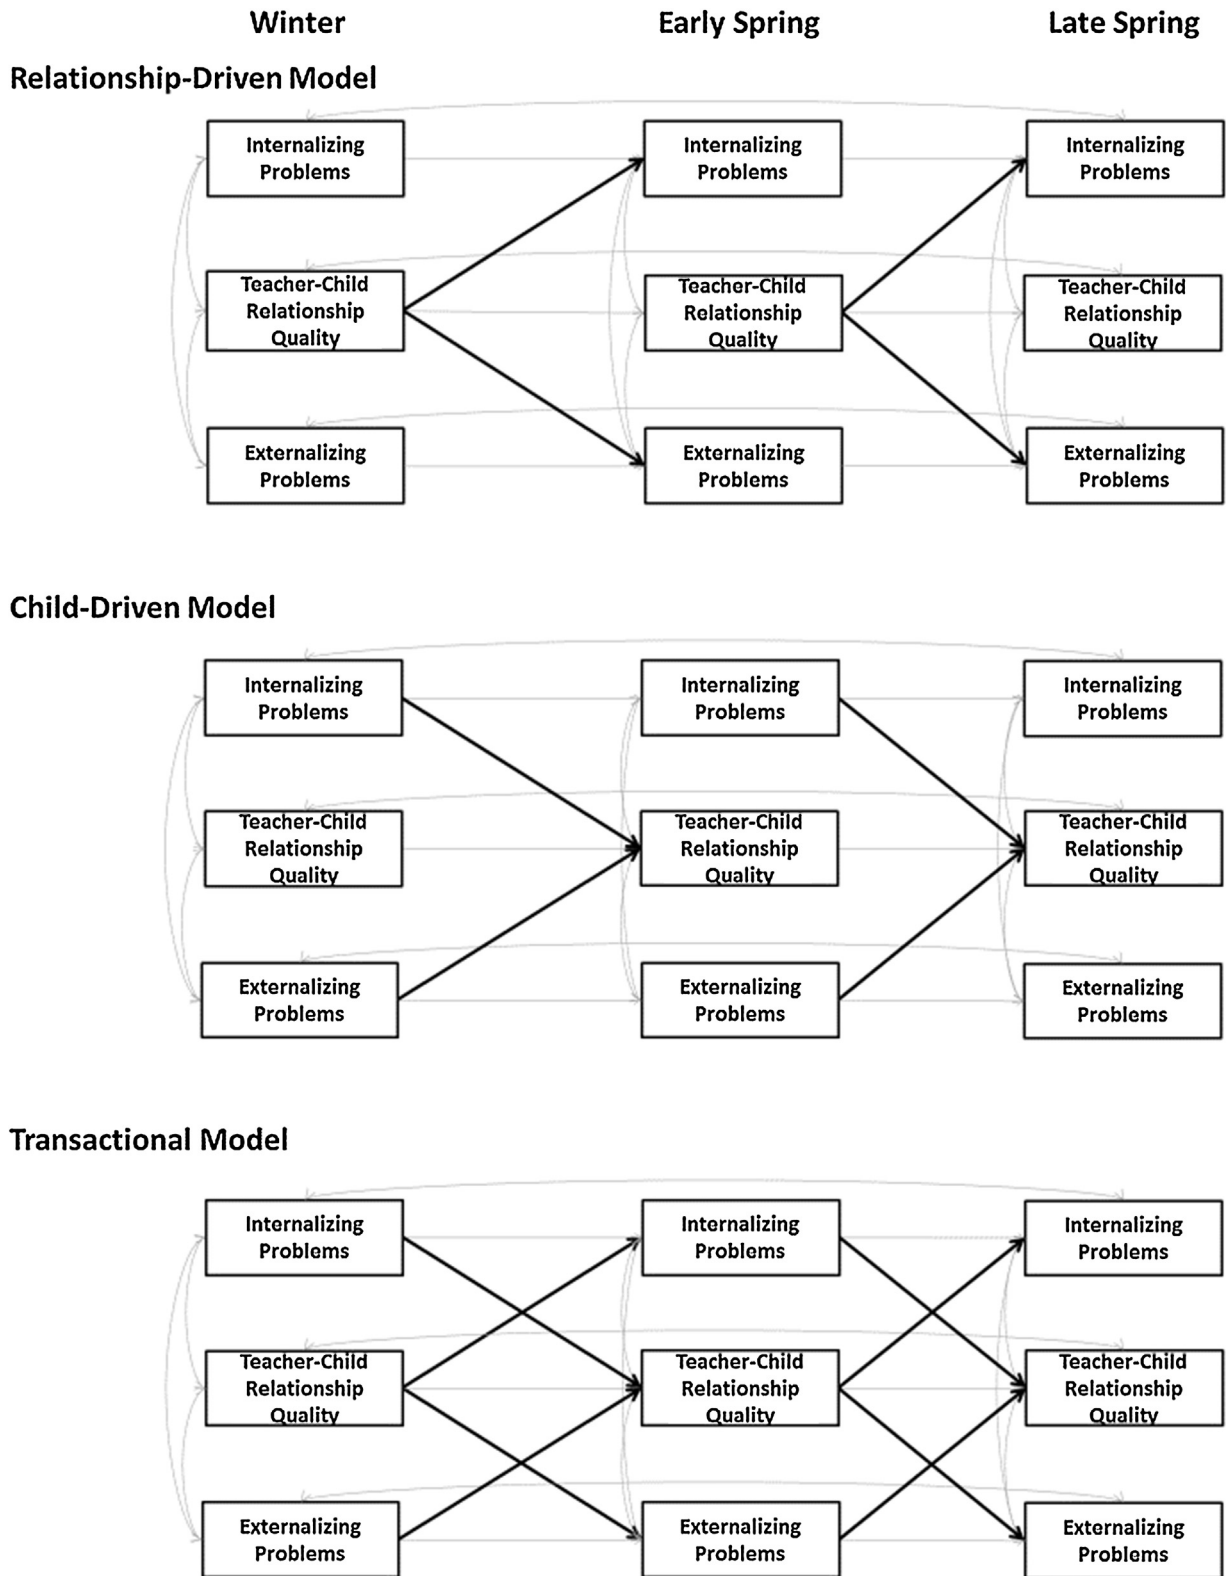 Winter Early Spring Late Spring
Relationship-Driven Model
Internalizing Internalizing Internalizing
Problems Problems Problems
Teacher-Child Teacher-Child Teacher-Child
Relationship Relationship Relationship
Quality Quality Quality
Externalizing Externalizing Externalizing
Problems Problems Problems
Child-Driven Model
Internalizing Internalizing Internalizing
Problems Problems Problems
Teacher-Child Teacher-Child Teacher-Child
Relationship Relationship Relationship
Quality Quality Quality
Externalizing Externalizing Externalizing
Problems Problems Problems
Transactional Model
Internalizing Internalizing Internalizing
Problems Problems Problems
Teacher-Child Teacher-Child Teacher-Child
Relationship Relationship Relationship
Quality Quality Quality
Externalizing Externalizing Externalizing
Problems Problems Problems